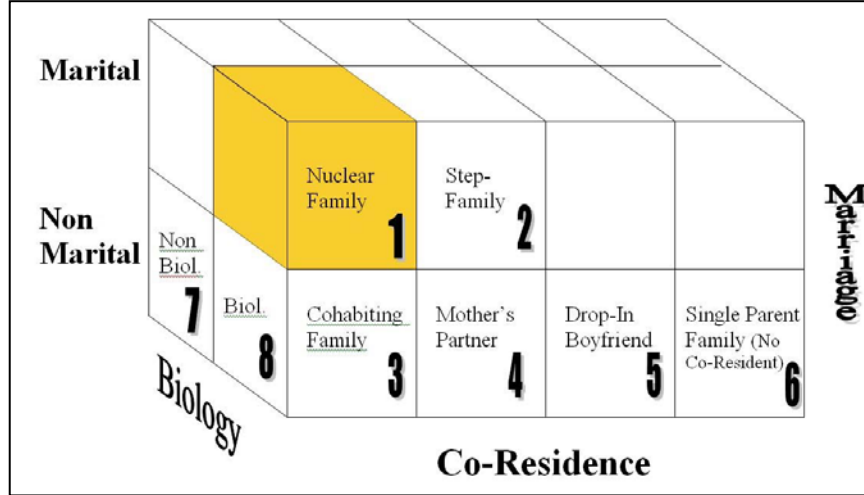 Marital
Nuclear
Family
1
Step-
Family
2
Marriage
Non
Marital
Non
Biol.
7
Biol.
8
Cohabiting
Family
3
Mother's
Partner
4
Drop-In
Boyfriend
5
Single Parent
Family (No
Co-Resident)
6
Biology
Co-Residence